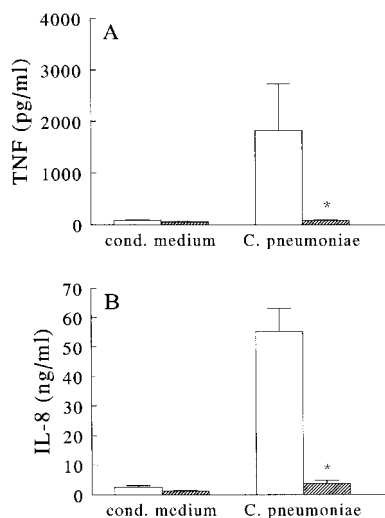 A
4000
3000
2000
1000
0
TNF (pg/ml)
*
cond. medium C. pneumoniae
B
70
60
50
40
30
20
10
0
IL-8 (ng/ml)
*
cond. medium C. pneumoniae